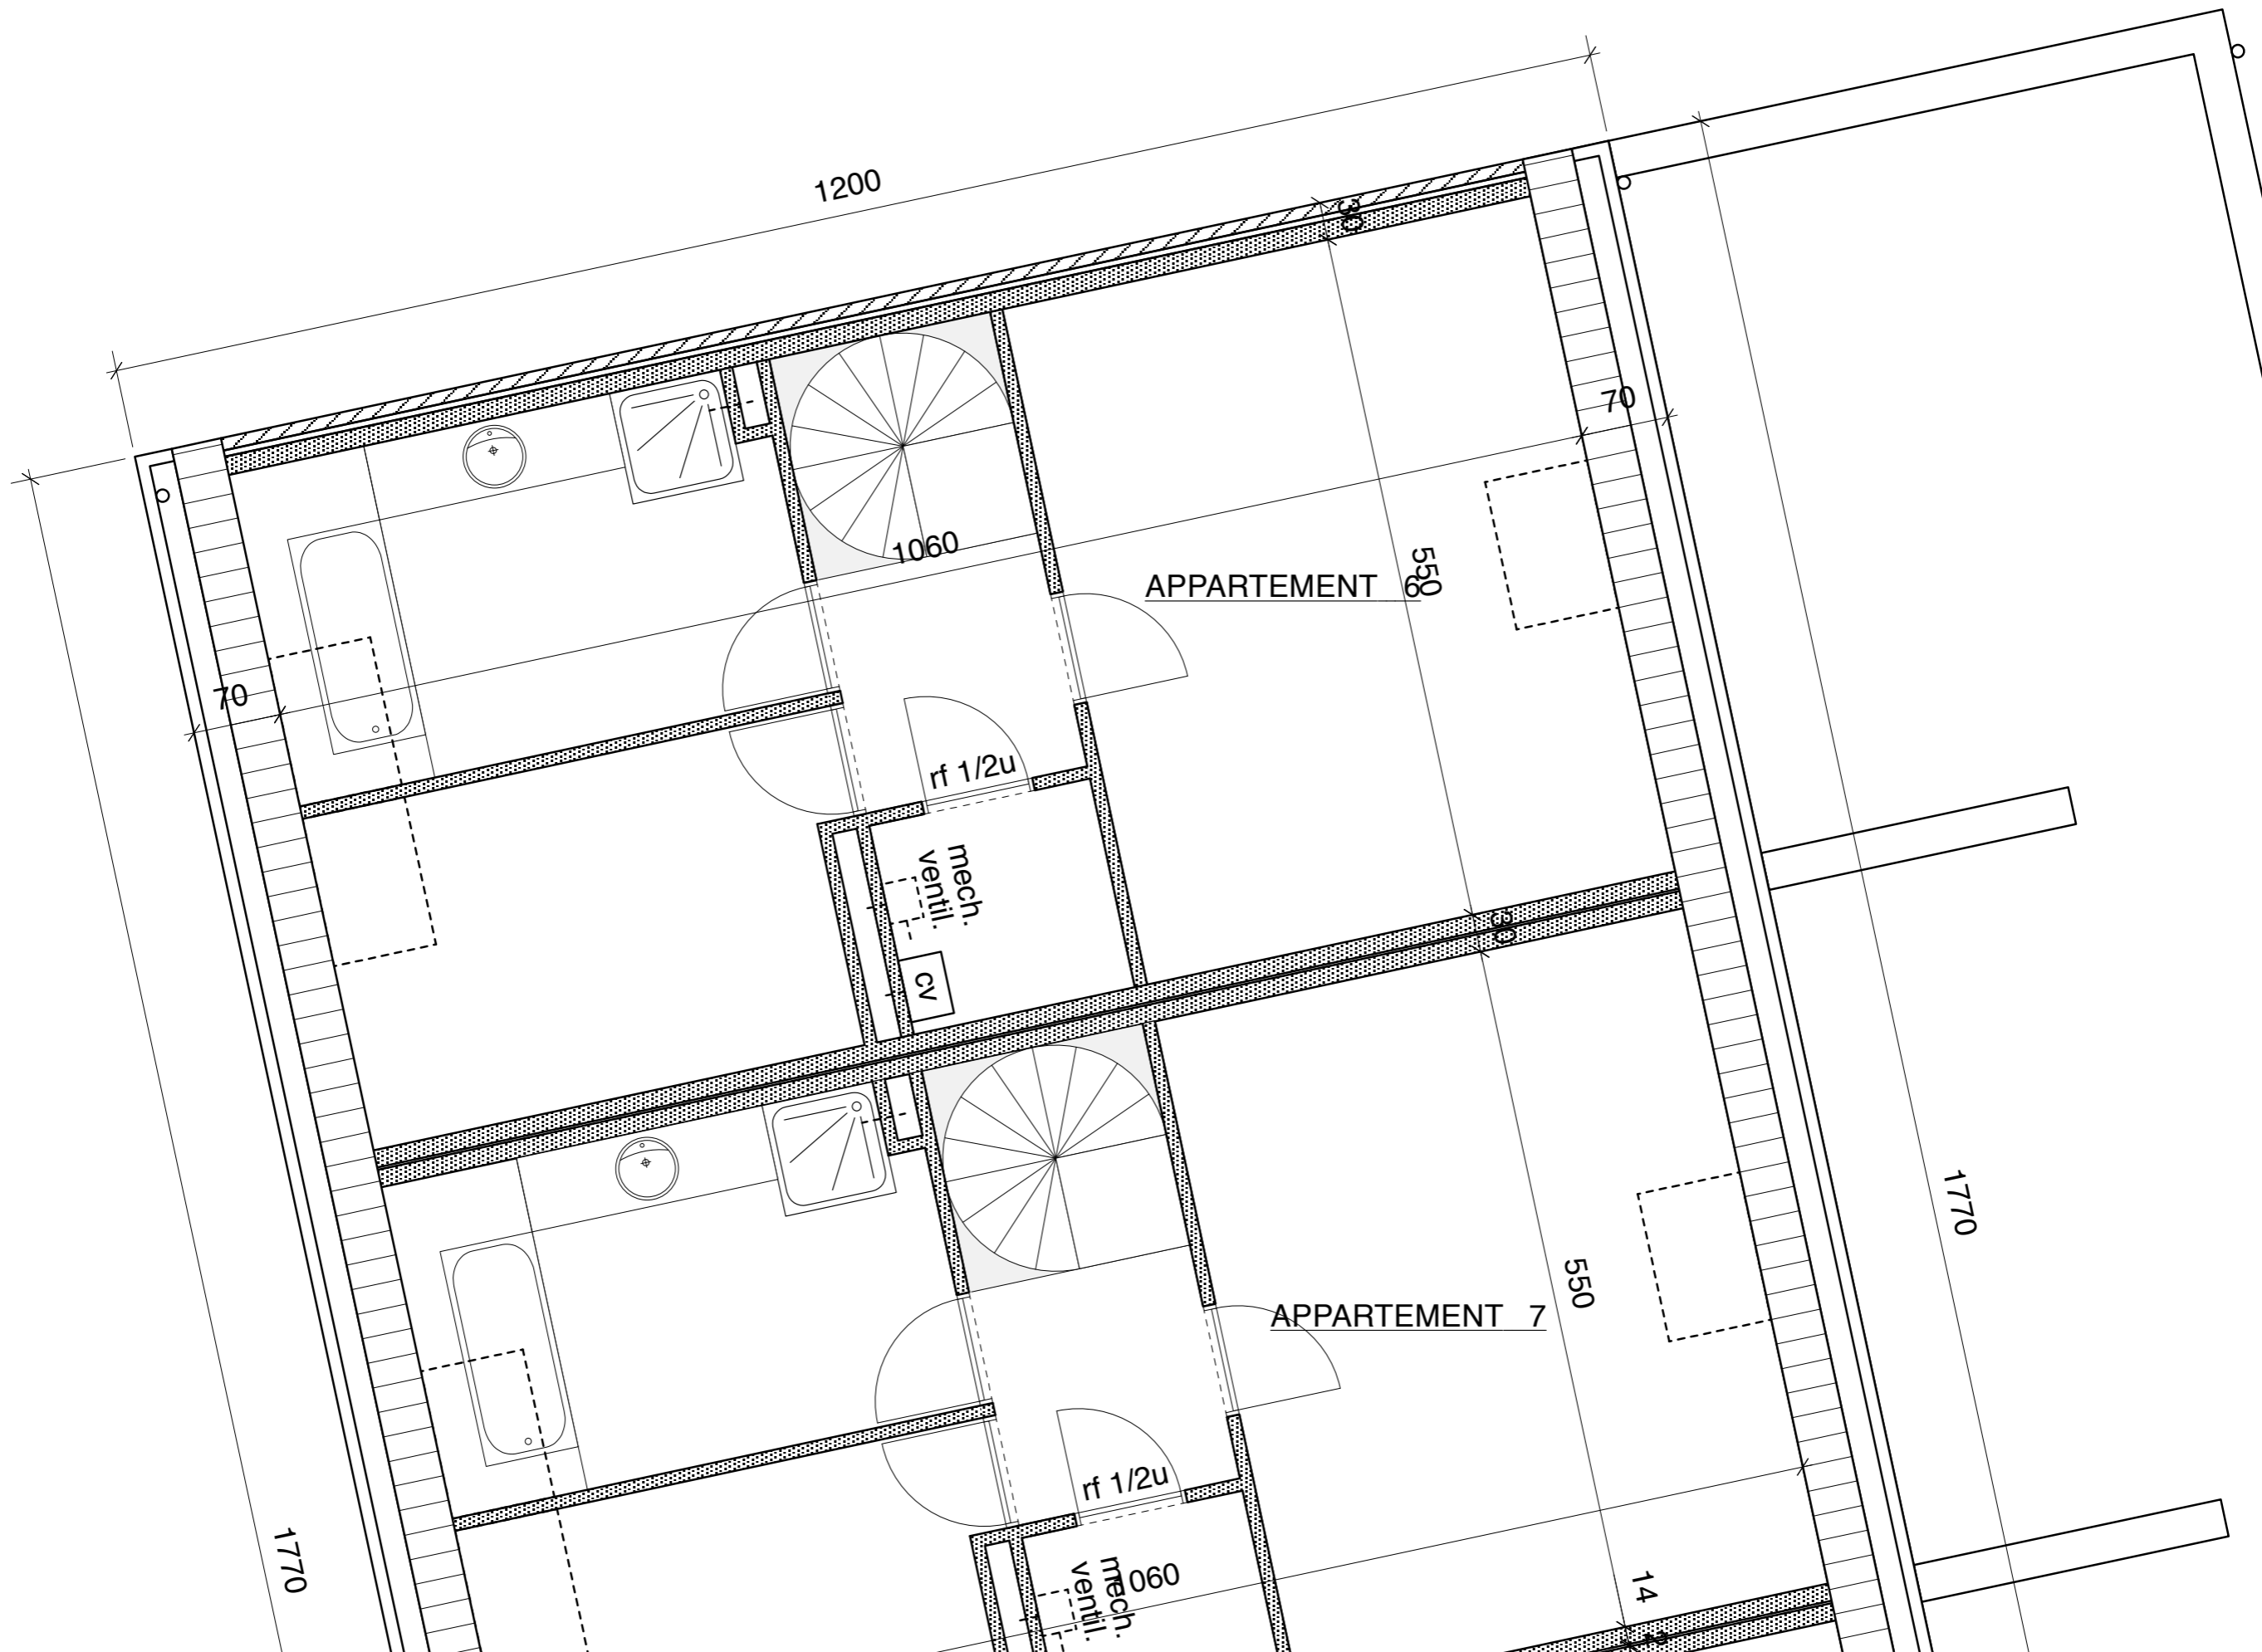 1200
30
70
1060
APPARTEMENT 6
550
70
rf 1/2u
mech.
ventil.
cv
30
1770
550
APPARTEMENT 7
rf 1/2u
1770
mech.
ventil.
1060
14